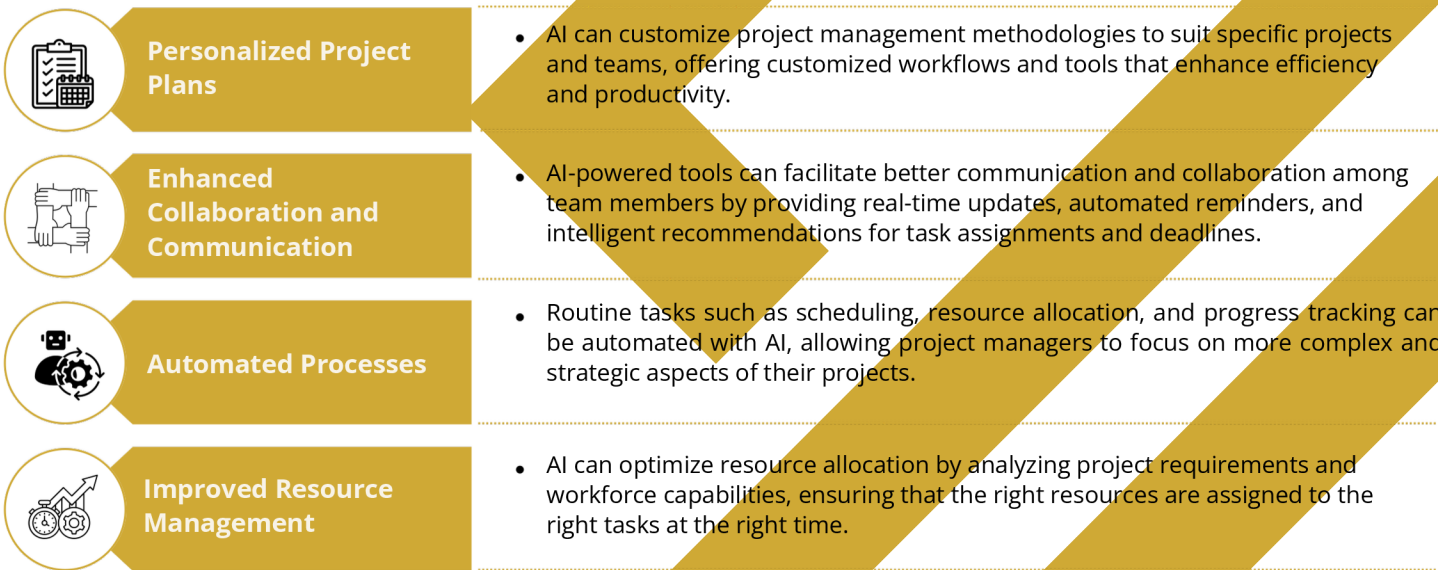 Personalized Project
Plans
• AI can customize project management methodologies to suit specific projects
and teams, offering customized workflows and tools that enhance efficiency
and productivity.
Enhanced
Collaboration and
Communication
• AI-powered tools can facilitate better communication and collaboration among
team members by providing real-time updates, automated reminders, and
intelligent recommendations for task assignments and deadlines.
Automated Processes
• Routine tasks such as scheduling, resource allocation, and progress tracking can
be automated with AI, allowing project managers to focus on more complex and
strategic aspects of their projects.
Improved Resource
Management
• AI can optimize resource allocation by analyzing project requirements and
workforce capabilities, ensuring that the right resources are assigned to the
right tasks at the right time.